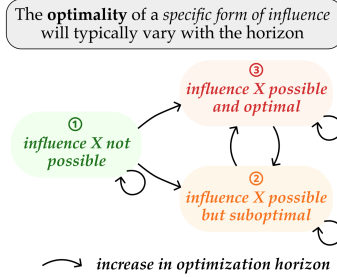 The optimality of a specific form of influence
will typically vary with the horizon
③
influence X possible
and optimal
①
influence X not
possible
②
influence X possible
but suboptimal
increase in optimization horizon